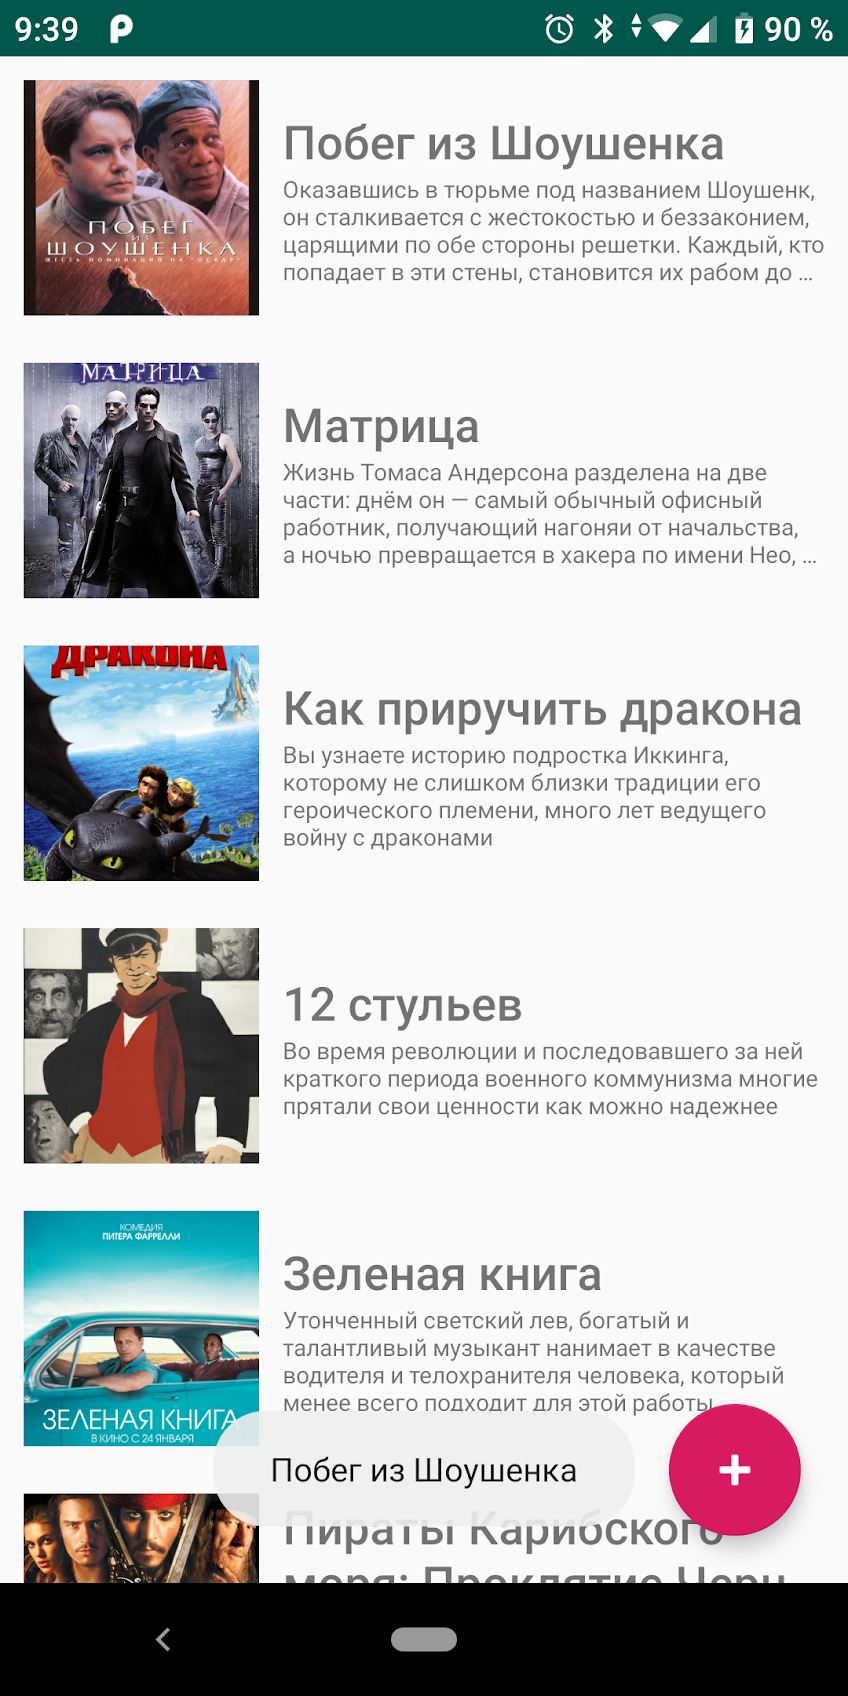 9:39
90 %
ПОБЕГ
ИЗ
ШОУШЕНКА
ШЕСТЬ НОМИНАЦИЙ НА "ОСКАР"
Побег из Шоушенка
Оказавшись в тюрьме под названием Шоушенк,
он сталкивается с жестокостью и беззаконием,
царящими по обе стороны решетки. Каждый, кто
попадает в эти стены, становится их рабом до ...
МАТРИЦА
Матрица
Жизнь Томаса Андерсона разделена на две
части: днём он — самый обычный офисный
работник, получающий нагоняи от начальства,
а ночью превращается в хакера по имени Нео, ...
ДРАКОНА
Как приручить дракона
Вы узнаете историю подростка Иккинга,
которому не слишком близки традиции его
героического племени, много лет ведущего
войну с драконами
12 стульев
Во время революции и последовавшего за ней
краткого периода военного коммунизма многие
прятали свои ценности как можно надежнее
КОМЕДИЯ
ПИТЕРА ФАРРЕЛЛИ
ЗЕЛЕНАЯ КНИГА
В КИНО С 24 ЯНВАРЯ
Зеленая книга
Утонченный светский лев, богатый и
талантливый музыкант нанимает в качестве
водителя и телохранителя человека, который
менее всего подходит для этой работы
Побег из Шоушенка
+
Пираты Карибского
моря: Проклятие Черн